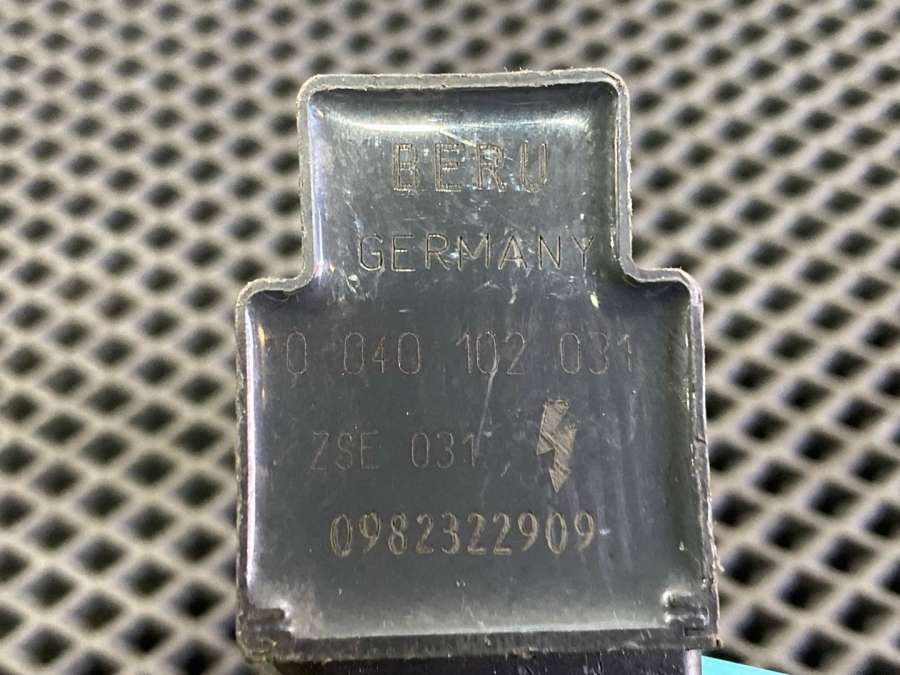 BERU
GERMANY
0 040 102 031
ZSE 031
0982322909